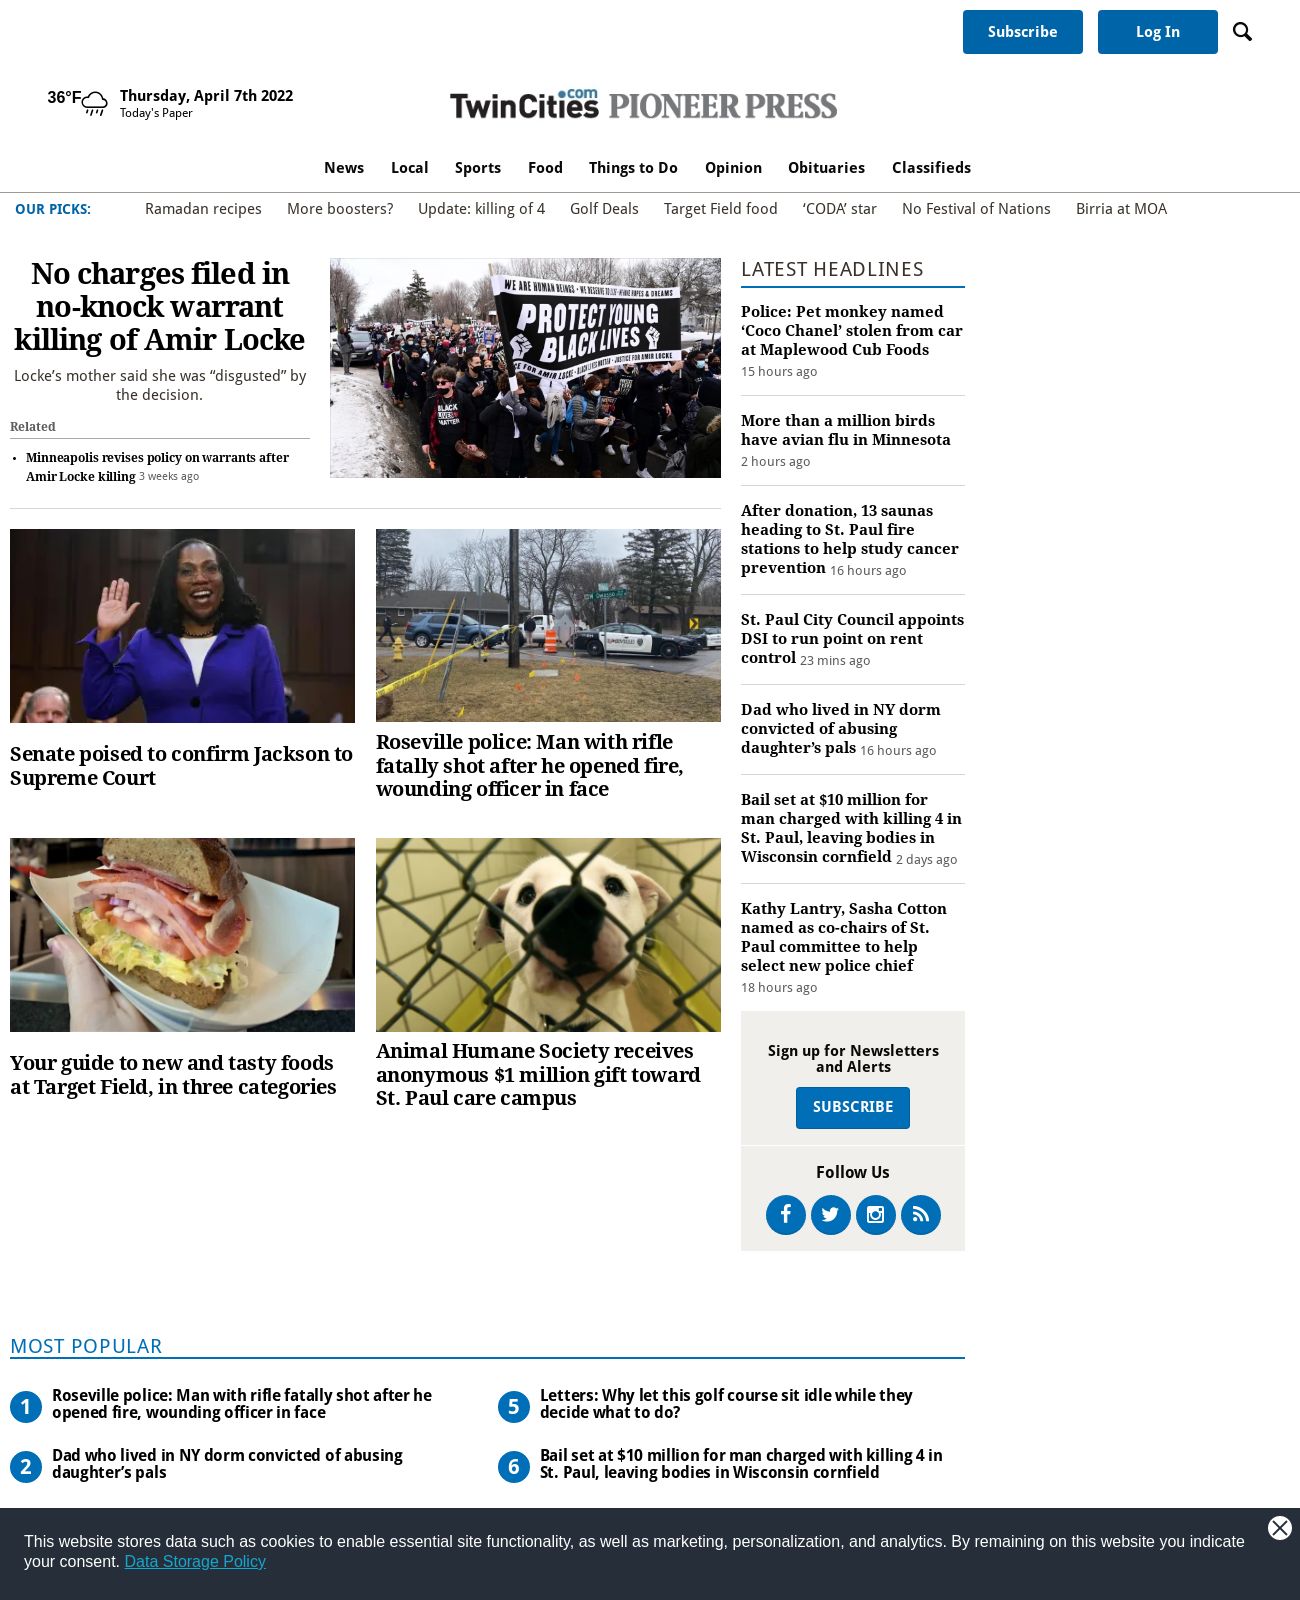 Subscribe
Log In
36°F
Thursday, April 7th 2022
Today's Paper
TwinCities.com PIONEER PRESS
News Local Sports Food Things to Do Opinion Obituaries Classifieds
OUR PICKS: Ramadan recipes More boosters? Update: killing of 4 Golf Deals Target Field food ‘CODA’ star No Festival of Nations Birria at MOA
No charges filed in
no-knock warrant
killing of Amir Locke
Locke’s mother said she was “disgusted” by
the decision.
Related
• Minneapolis revises policy on warrants after
Amir Locke killing 3 weeks ago
WE ARE HUMAN BEINGS
PROTECT YOUNG
BLACK LIVES
JUSTICE FOR AMIR LOCKE
BLACK
LIVES
MATTER
Senate poised to confirm Jackson to
Supreme Court
Roseville police: Man with rifle
fatally shot after he opened fire,
wounding officer in face
Your guide to new and tasty foods
at Target Field, in three categories
Animal Humane Society receives
anonymous $1 million gift toward
St. Paul care campus
LATEST HEADLINES
Police: Pet monkey named
‘Coco Chanel’ stolen from car
at Maplewood Cub Foods
15 hours ago
More than a million birds
have avian flu in Minnesota
2 hours ago
After donation, 13 saunas
heading to St. Paul fire
stations to help study cancer
prevention 16 hours ago
St. Paul City Council appoints
DSI to run point on rent
control 23 mins ago
Dad who lived in NY dorm
convicted of abusing
daughter’s pals 16 hours ago
Bail set at $10 million for
man charged with killing 4 in
St. Paul, leaving bodies in
Wisconsin cornfield 2 days ago
Kathy Lantry, Sasha Cotton
named as co-chairs of St.
Paul committee to help
select new police chief
18 hours ago
Sign up for Newsletters
and Alerts
SUBSCRIBE
Follow Us
MOST POPULAR
1 Roseville police: Man with rifle fatally shot after he
opened fire, wounding officer in face
2 Dad who lived in NY dorm convicted of abusing
daughter’s pals
5 Letters: Why let this golf course sit idle while they
decide what to do?
6 Bail set at $10 million for man charged with killing 4 in
St. Paul, leaving bodies in Wisconsin cornfield
This website stores data such as cookies to enable essential site functionality, as well as marketing, personalization, and analytics. By remaining on this website you indicate
your consent. Data Storage Policy